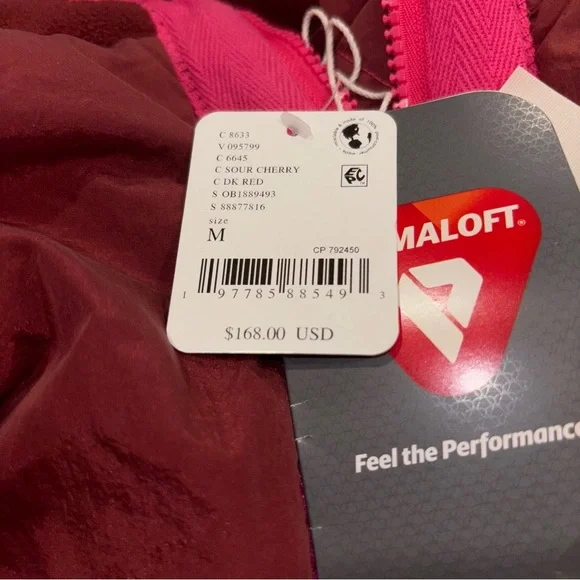 C 8633
V 095799
C 6645
C SOUR CHERRY
C DK RED
S OB1889493
S 88877816
size
M
CP 792450
1 97785 88549 3
$168.00 USD
MALOFT®
Feel the Performance